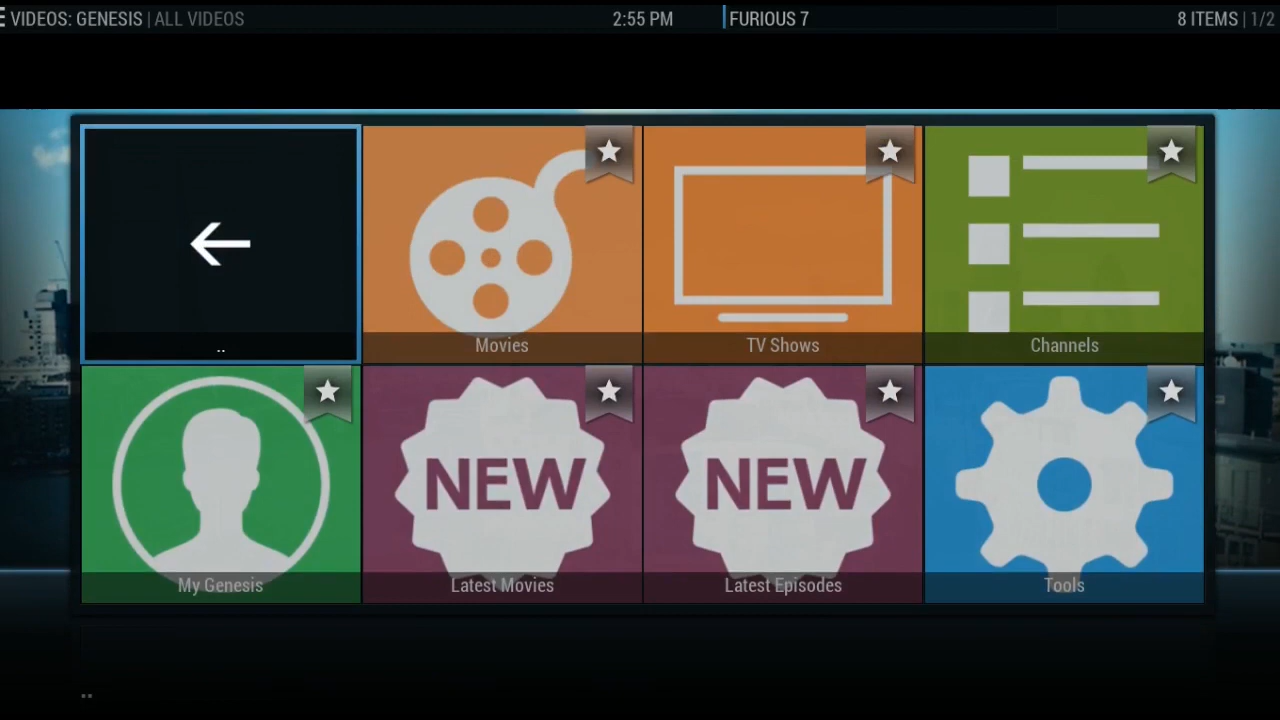 VIDEOS: GENESIS | ALL VIDEOS 2:55 PM FURIOUS 7 8 ITEMS | 1/2
.. Movies TV Shows Channels
NEW NEW
My Genesis Latest Movies Latest Episodes Tools
..